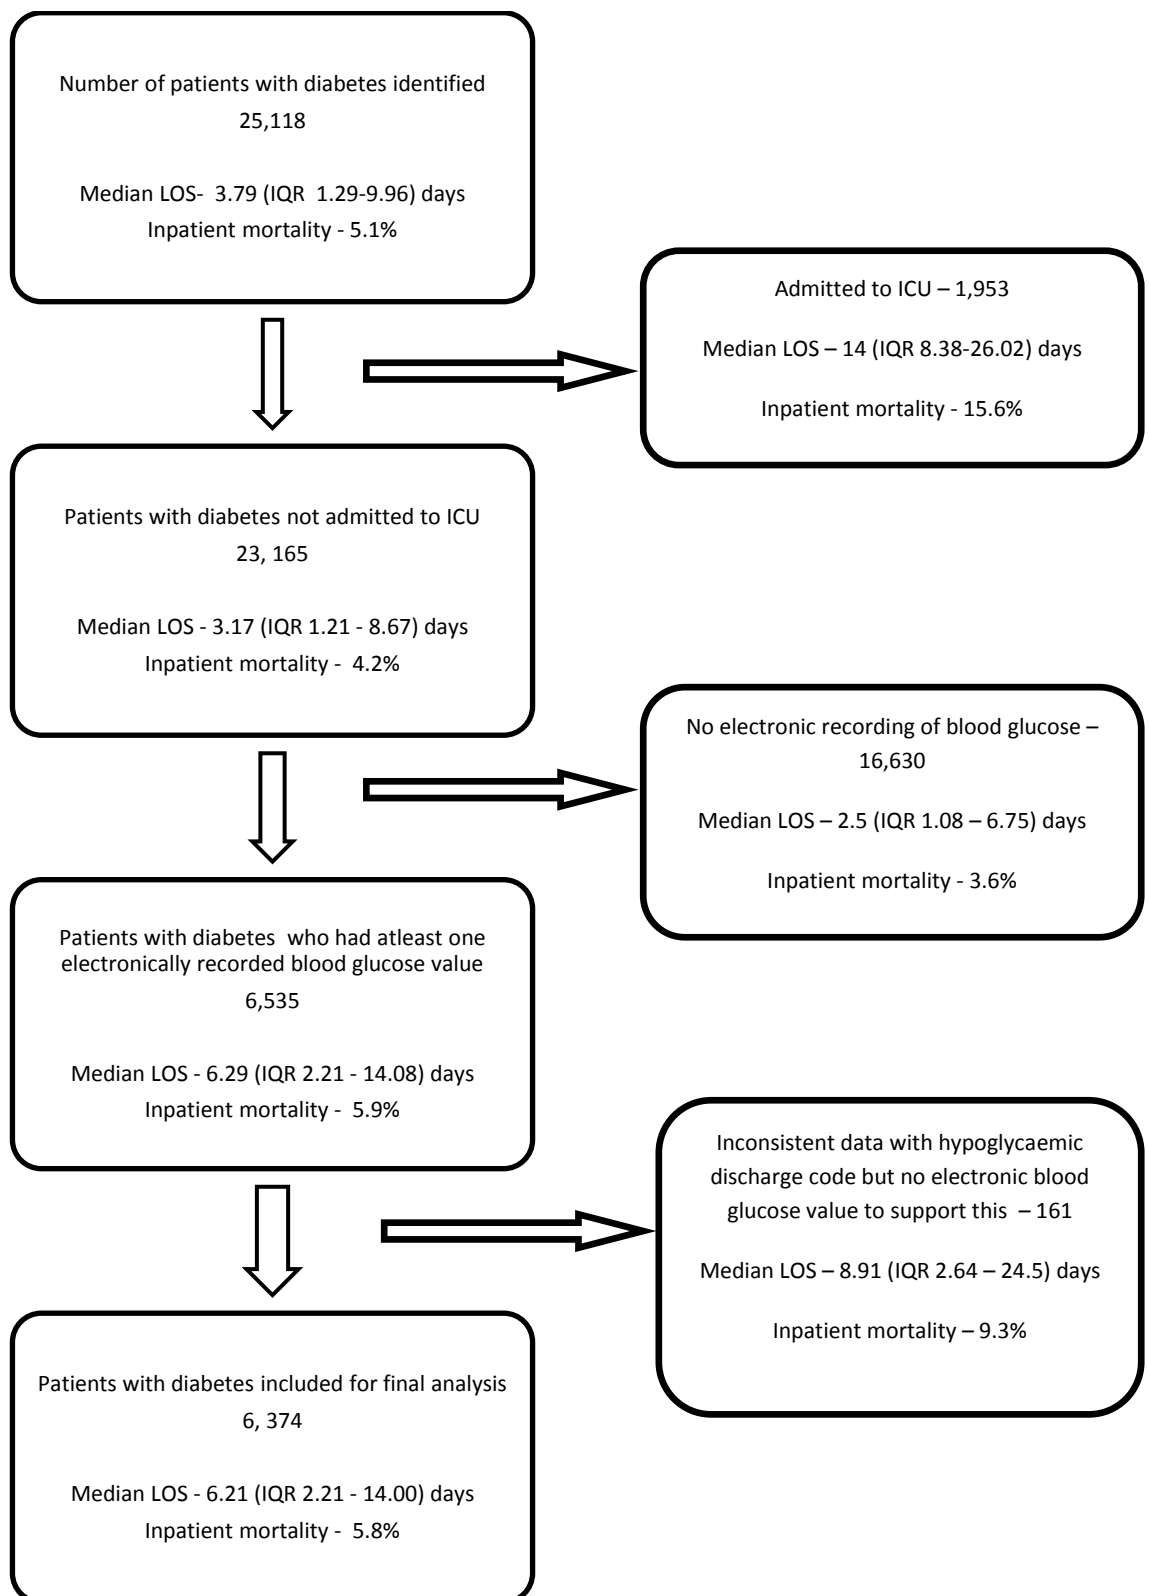 Number of patients with diabetes identified
25,118
Median LOS-  3.79 (IQR  1.29-9.96) days
Inpatient mortality - 5.1%
Admitted to ICU – 1,953
Median LOS – 14 (IQR 8.38-26.02) days
Inpatient mortality - 15.6%
Patients with diabetes not admitted to ICU
23, 165
Median LOS - 3.17 (IQR 1.21 - 8.67) days
Inpatient mortality -  4.2%
No electronic recording of blood glucose –
16,630
Median LOS – 2.5 (IQR 1.08 – 6.75) days
Inpatient mortality - 3.6%
Patients with diabetes  who had atleast one
electronically recorded blood glucose value
6,535
Median LOS - 6.29 (IQR 2.21 - 14.08) days
Inpatient mortality -  5.9%
Inconsistent data with hypoglycaemic
discharge code but no electronic blood
glucose value to support this  – 161
Median LOS – 8.91 (IQR 2.64 – 24.5) days
Inpatient mortality – 9.3%
Patients with diabetes included for final analysis
6, 374
Median LOS - 6.21 (IQR 2.21 - 14.00) days
Inpatient mortality -  5.8%